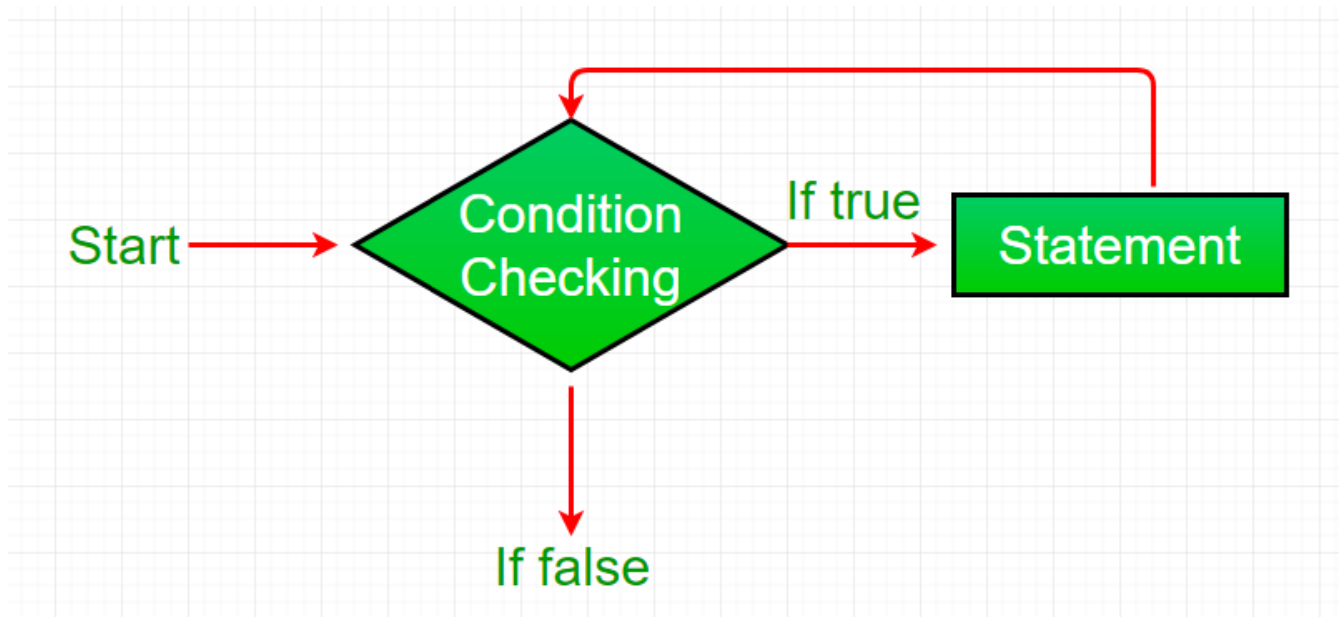 Start
Condition
Checking
If true
Statement
If false